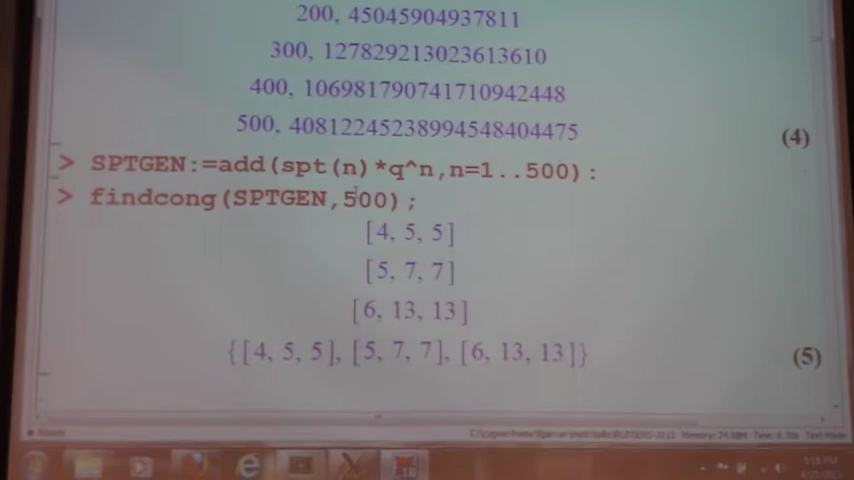 200, 45045904937811
300, 127829213023613610
400, 106981790741710942448
500, 40812245238994548404475
(4)
> SPTGEN:=add(spt(n)*q^n,n=1..500):
> findcong(SPTGEN,500);
[4, 5, 5]
[5, 7, 7]
[6, 13, 13]
{[4, 5, 5], [5, 7, 7], [6, 13, 13]}
(5)